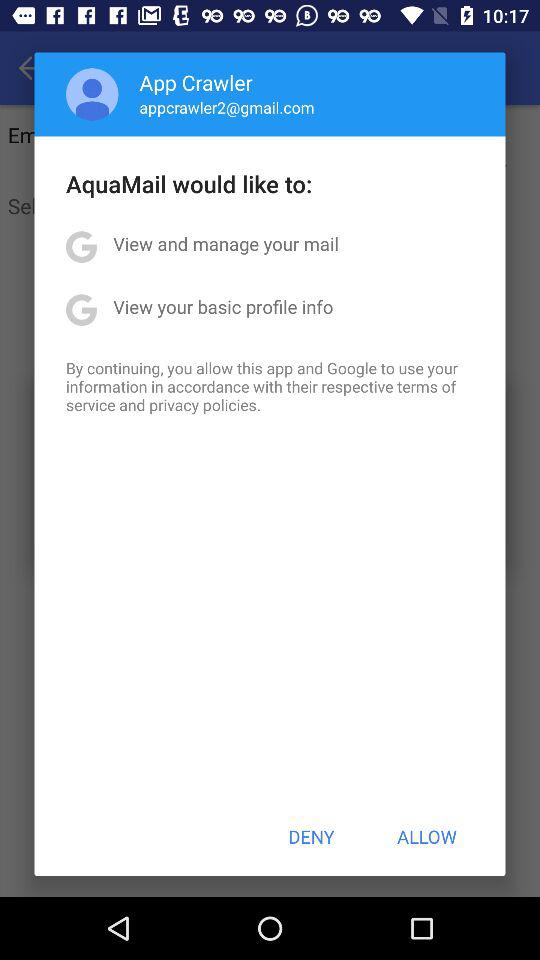 10:17
App Crawler
appcrawler2@gmail.com
Em
Sel
AquaMail would like to:
View and manage your mail
View your basic profile info
By continuing, you allow this app and Google to use your
information in accordance with their respective terms of
service and privacy policies.
DENY ALLOW